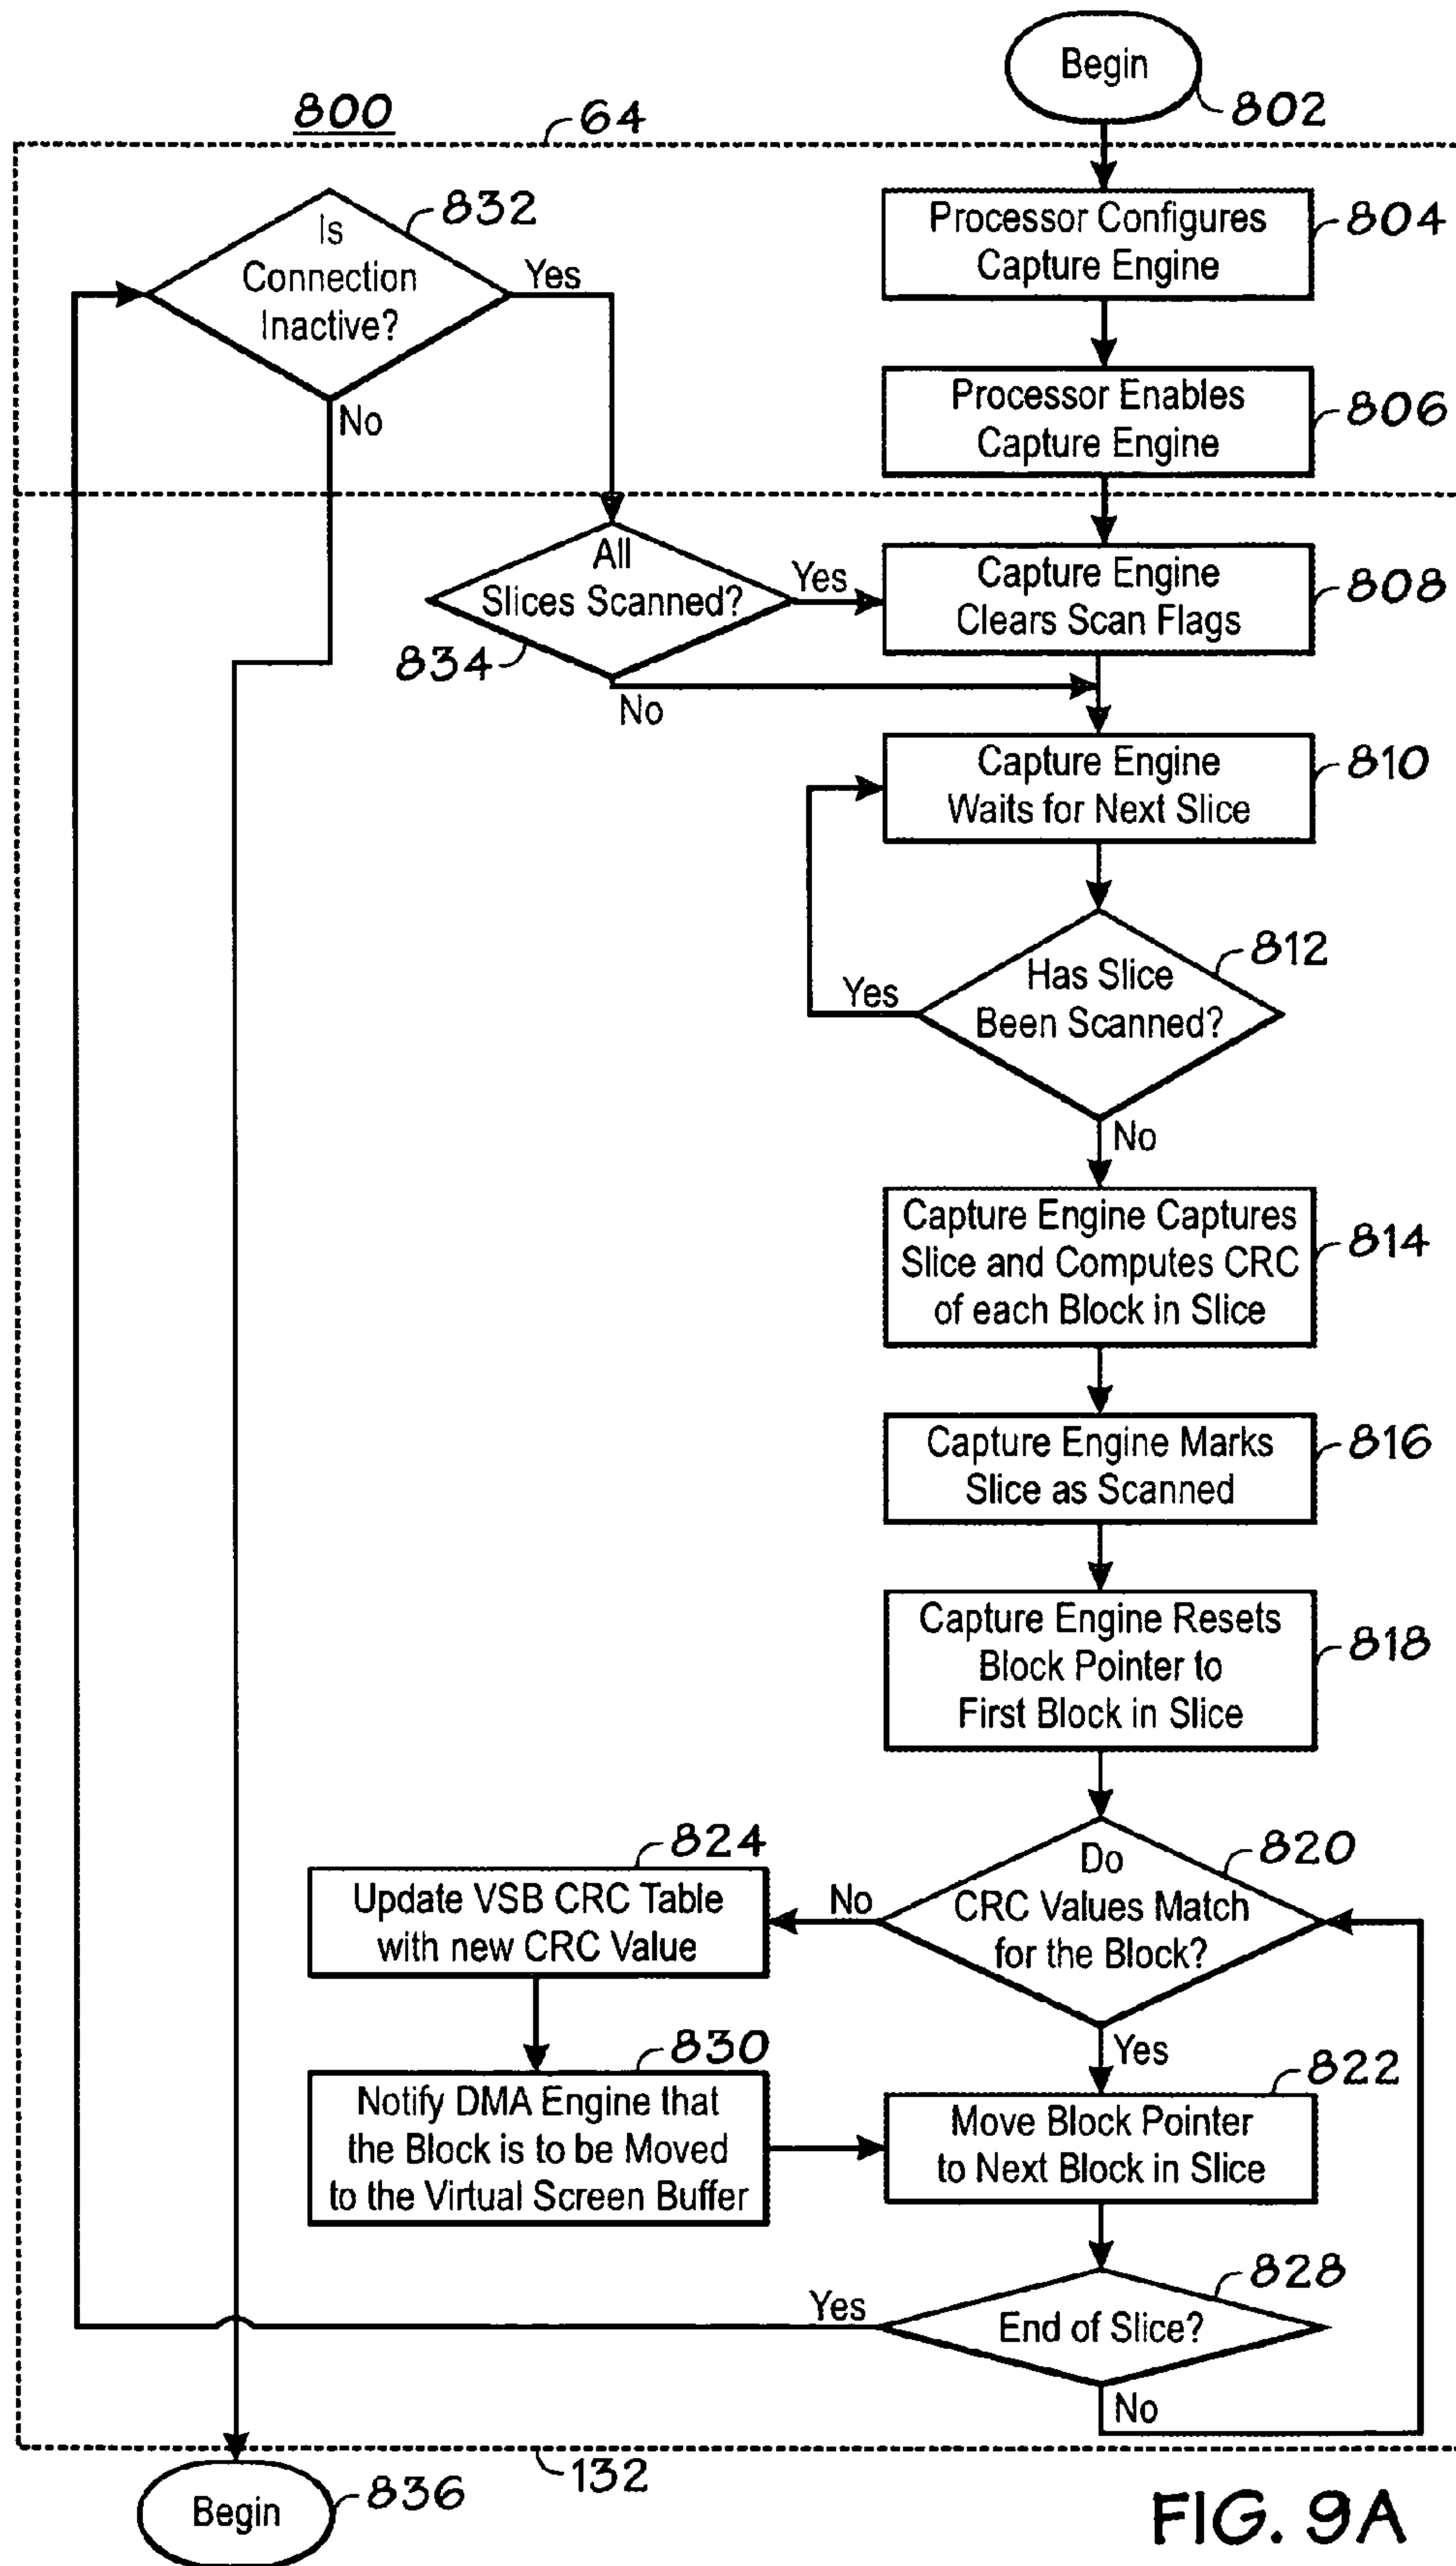 Begin
802
800
64
Is
Connection
Inactive?
832
Yes
No
Processor Configures
Capture Engine
804
Processor Enables
Capture Engine
806
All
Slices Scanned?
834
Yes
No
Capture Engine
Clears Scan Flags
808
Capture Engine
Waits for Next Slice
810
Has Slice
Been Scanned?
812
Yes
No
Capture Engine Captures
Slice and Computes CRC
of each Block in Slice
814
Capture Engine Marks
Slice as Scanned
816
Capture Engine Resets
Block Pointer to
First Block in Slice
818
Do
CRC Values Match
for the Block?
820
No
Yes
Update VSB CRC Table
with new CRC Value
824
Notify DMA Engine that
the Block is to be Moved
to the Virtual Screen Buffer
830
Move Block Pointer
to Next Block in Slice
822
End of Slice?
828
Yes
No
132
Begin
836
FIG. 9A